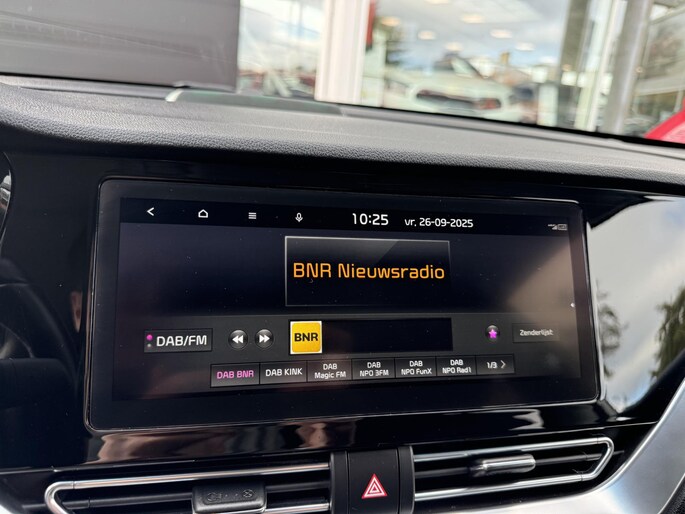 10:25 vr, 26-09-2025
BNR Nieuwsradio
DAB/FM
BNR
Zenderlijst
DAB BNR
DAB KINK
DAB
Magic FM
DAB
NPO 3FM
DAB
NPO FunX
DAB
NPO Rad1
1/3